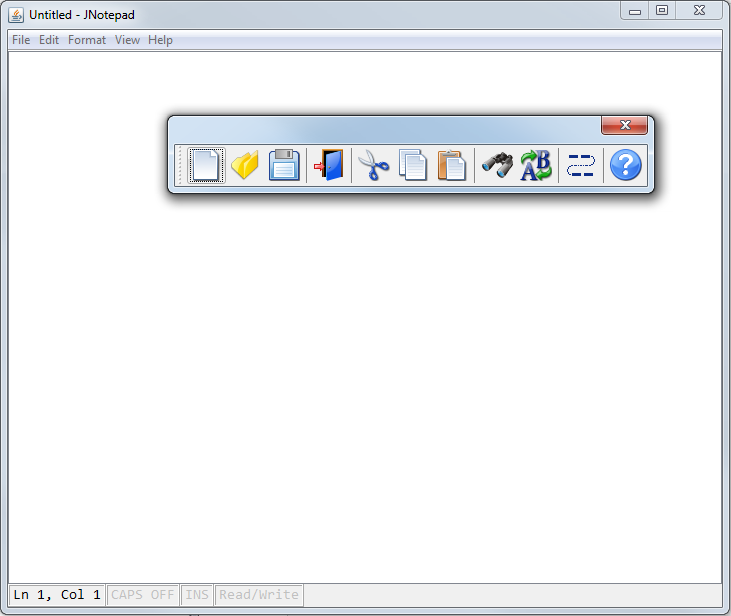 Untitled - JNotepad
File Edit Format View Help
A B
?
Ln 1, Col 1 CAPS OFF INS Read/Write